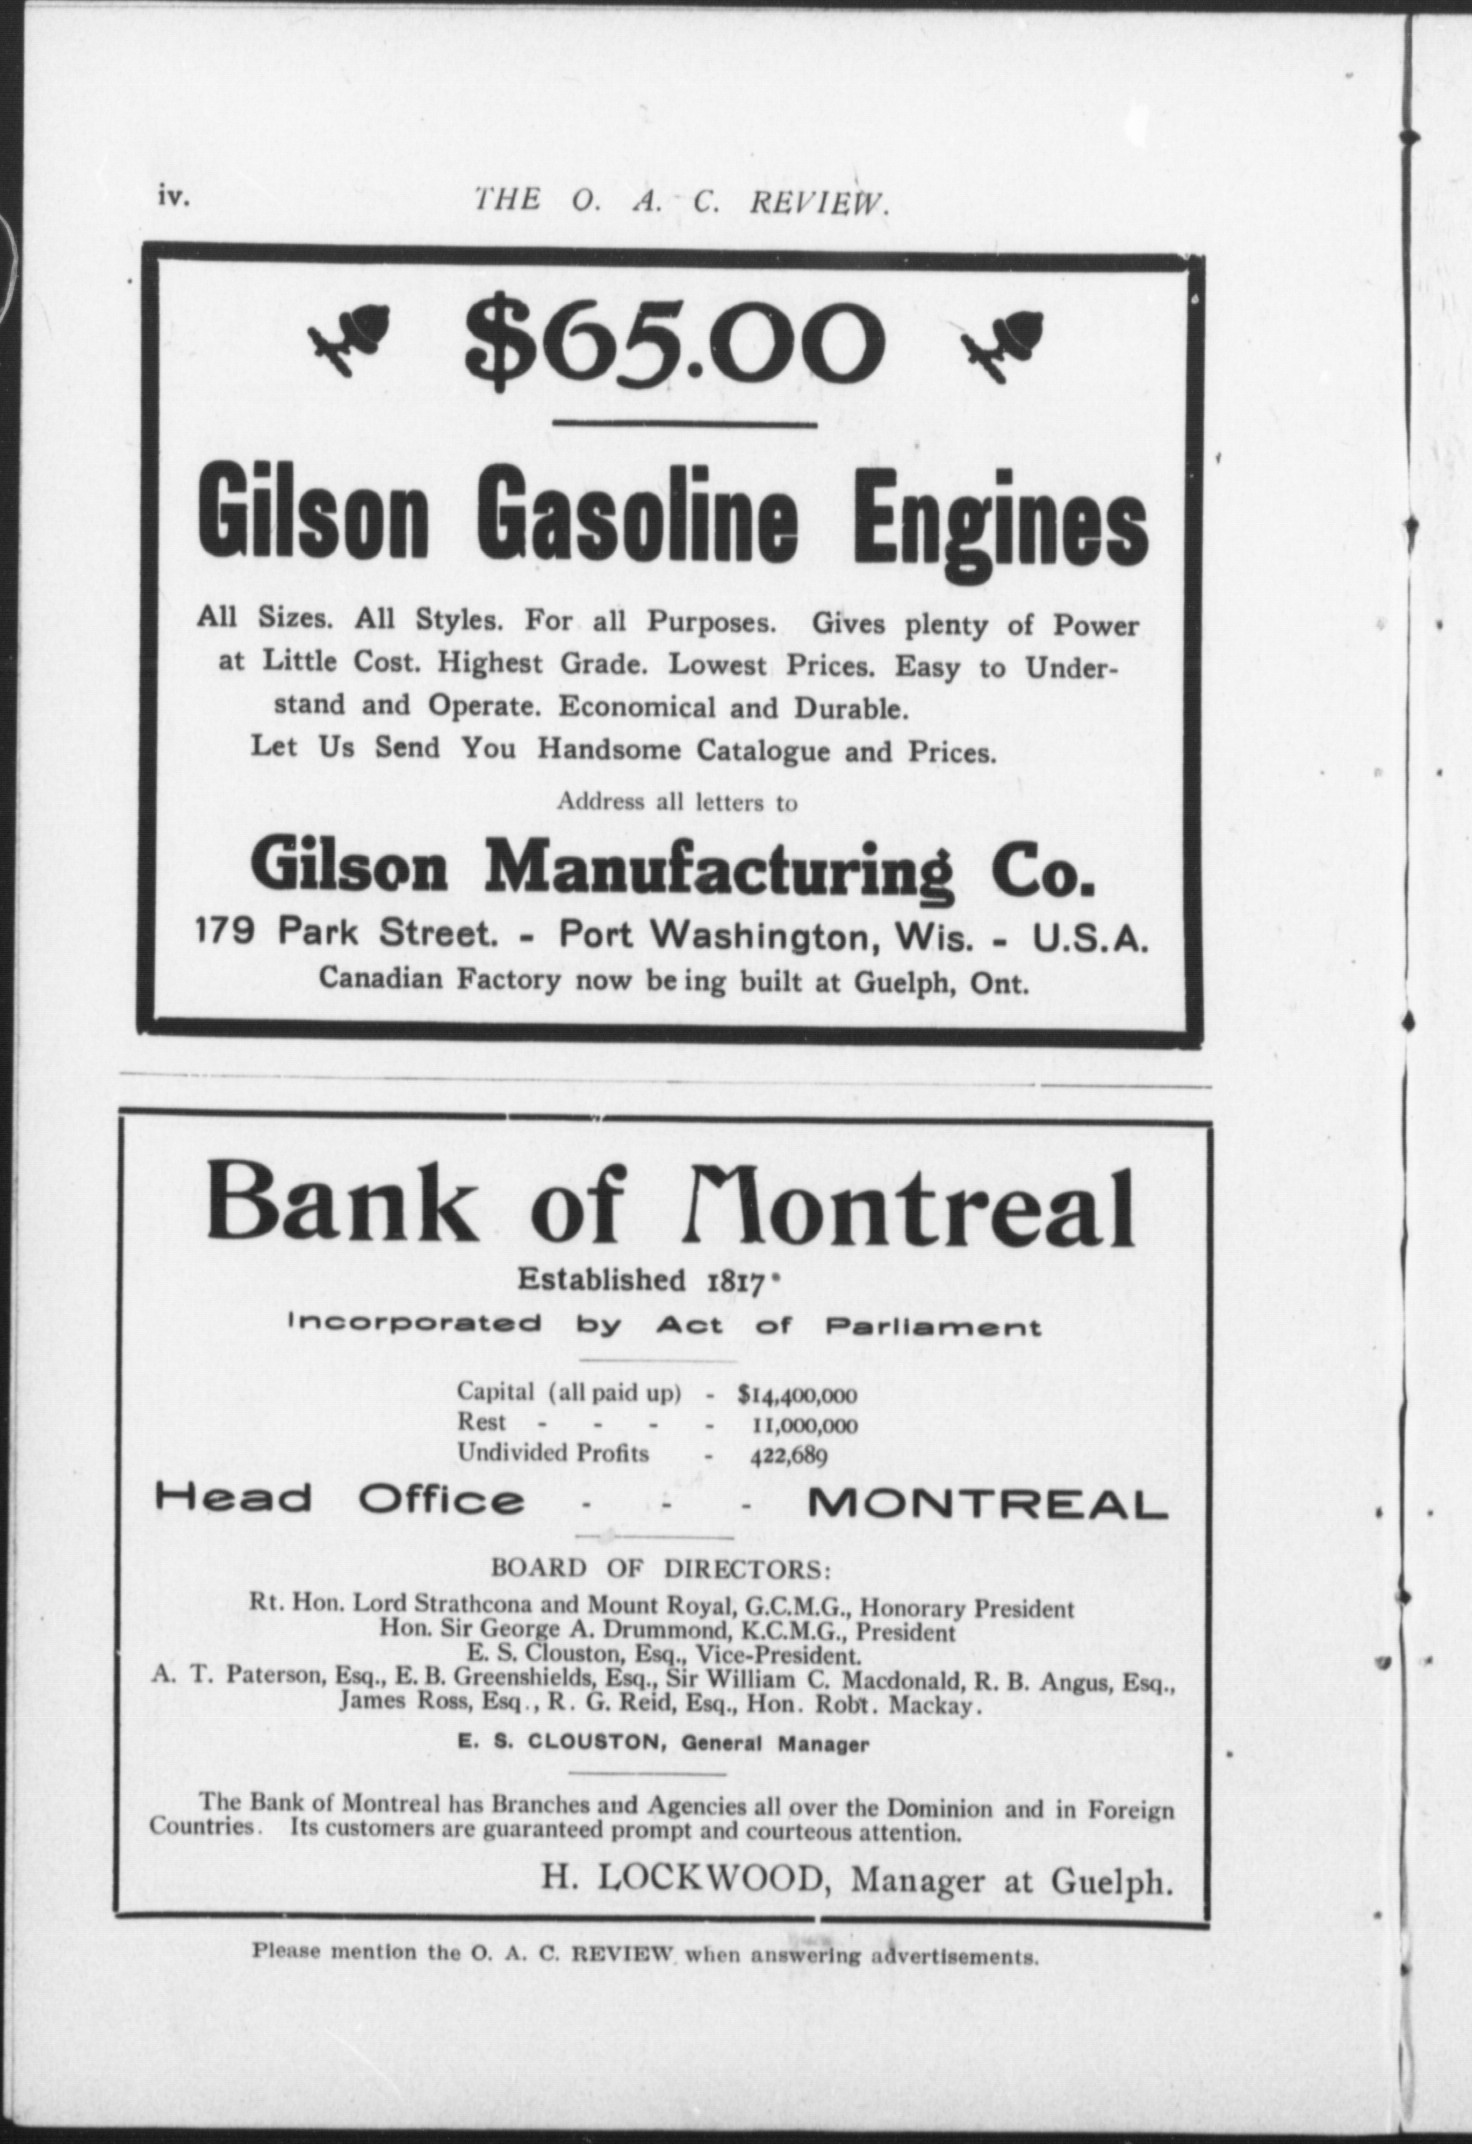 iv.
THE O. A. C. REVIEW.
$65.00
Gilson Gasoline Engines
All Sizes. All Styles. For all Purposes. Gives plenty of Power
at Little Cost. Highest Grade. Lowest Prices. Easy to Under-
stand and Operate. Economical and Durable.
Let Us Send You Handsome Catalogue and Prices.
Address all letters to
Gilson Manufacturing Co.
179 Park Street. - Port Washington, Wis. - U.S.A.
Canadian Factory now being built at Guelph, Ont.
Bank of Montreal
Established 1817.
Incorporated by Act of Parliament
Capital (all paid up) - $14,400,000
Rest - - - - 11,000,000
Undivided Profits - 422,689
Head Office - - - MONTREAL
BOARD OF DIRECTORS:
Rt. Hon. Lord Strathcona and Mount Royal, G.C.M.G., Honorary President
Hon. Sir George A. Drummond, K.C.M.G., President
E. S. Clouston, Esq., Vice-President.
A. T. Paterson, Esq., E. B. Greenshields, Esq., Sir William C. Macdonald, R. B. Angus, Esq.,
James Ross, Esq., R. G. Reid, Esq., Hon. Robt. Mackay.
E. S. CLOUSTON, General Manager
The Bank of Montreal has Branches and Agencies all over the Dominion and in Foreign
Countries. Its customers are guaranteed prompt and courteous attention.
H. LOCKWOOD, Manager at Guelph.
Please mention the O. A. C. REVIEW when answering advertisements.